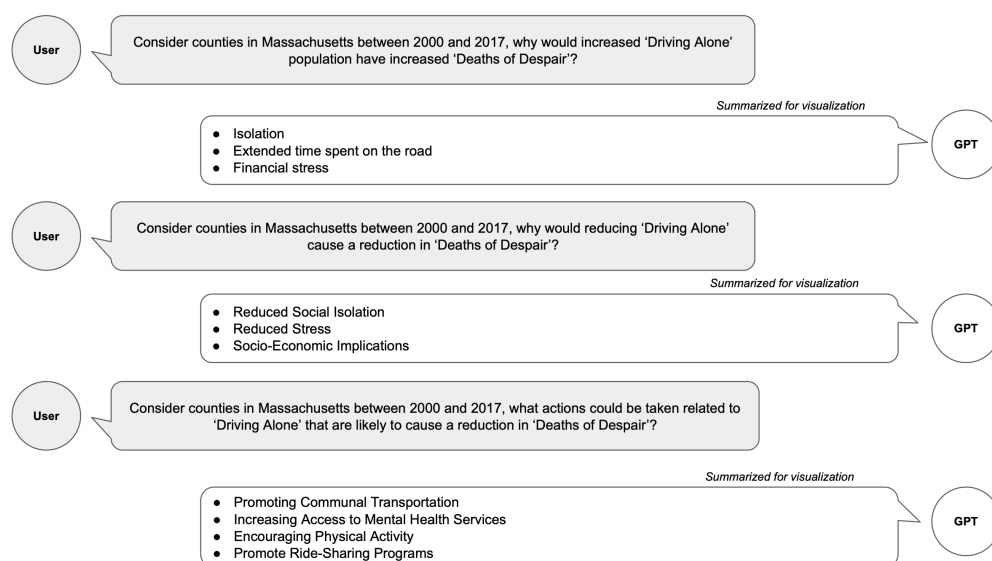 User
Consider counties in Massachusetts between 2000 and 2017, why would increased ‘Driving Alone’
population have increased ‘Deaths of Despair’?
Summarized for visualization
● Isolation
● Extended time spent on the road
● Financial stress
GPT
User
Consider counties in Massachusetts between 2000 and 2017, why would reducing ‘Driving Alone’
cause a reduction in ‘Deaths of Despair’?
Summarized for visualization
● Reduced Social Isolation
● Reduced Stress
● Socio-Economic Implications
GPT
User
Consider counties in Massachusetts between 2000 and 2017, what actions could be taken related to
‘Driving Alone’ that are likely to cause a reduction in ‘Deaths of Despair’?
Summarized for visualization
● Promoting Communal Transportation
● Increasing Access to Mental Health Services
● Encouraging Physical Activity
● Promote Ride-Sharing Programs
GPT